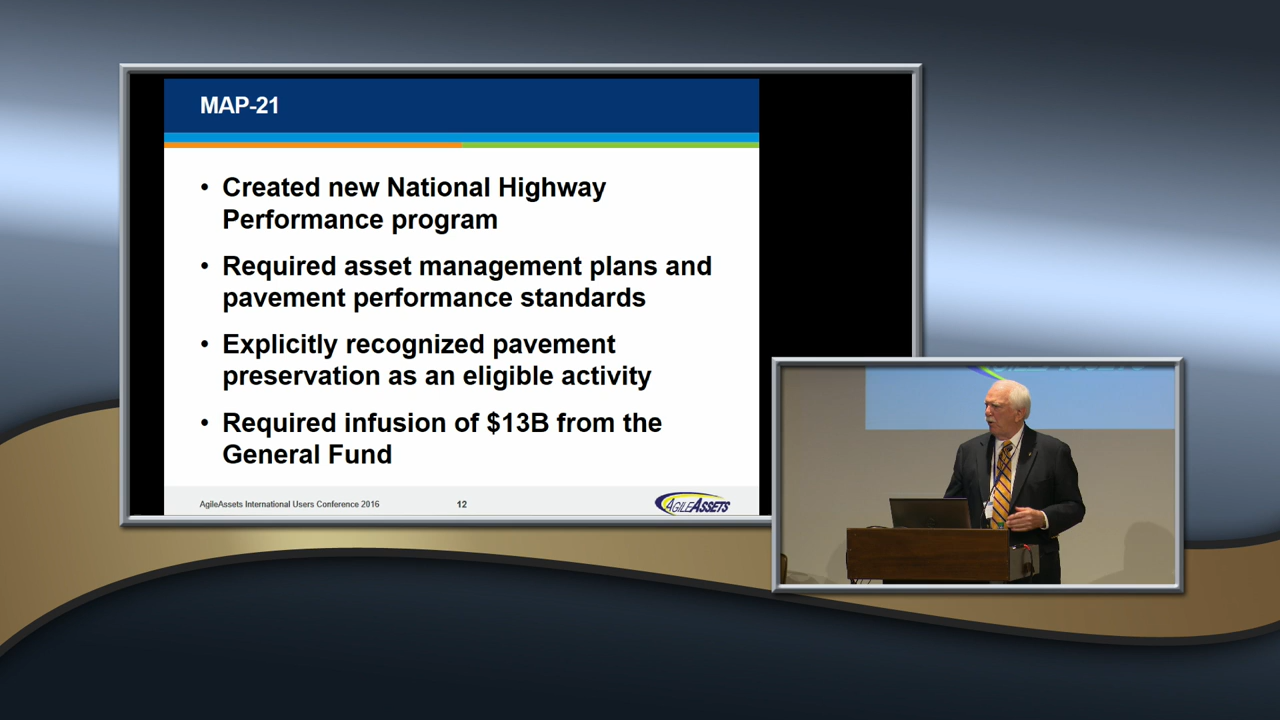 MAP-21
• Created new National Highway
Performance program
• Required asset management plans and
pavement performance standards
• Explicitly recognized pavement
preservation as an eligible activity
• Required infusion of $13B from the
General Fund
AgileAssets International Users Conference 2016
12
AGILEASSETS